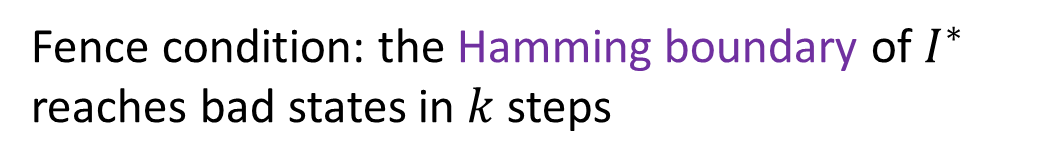 Fence condition: the Hamming boundary of I*
reaches bad states in k steps